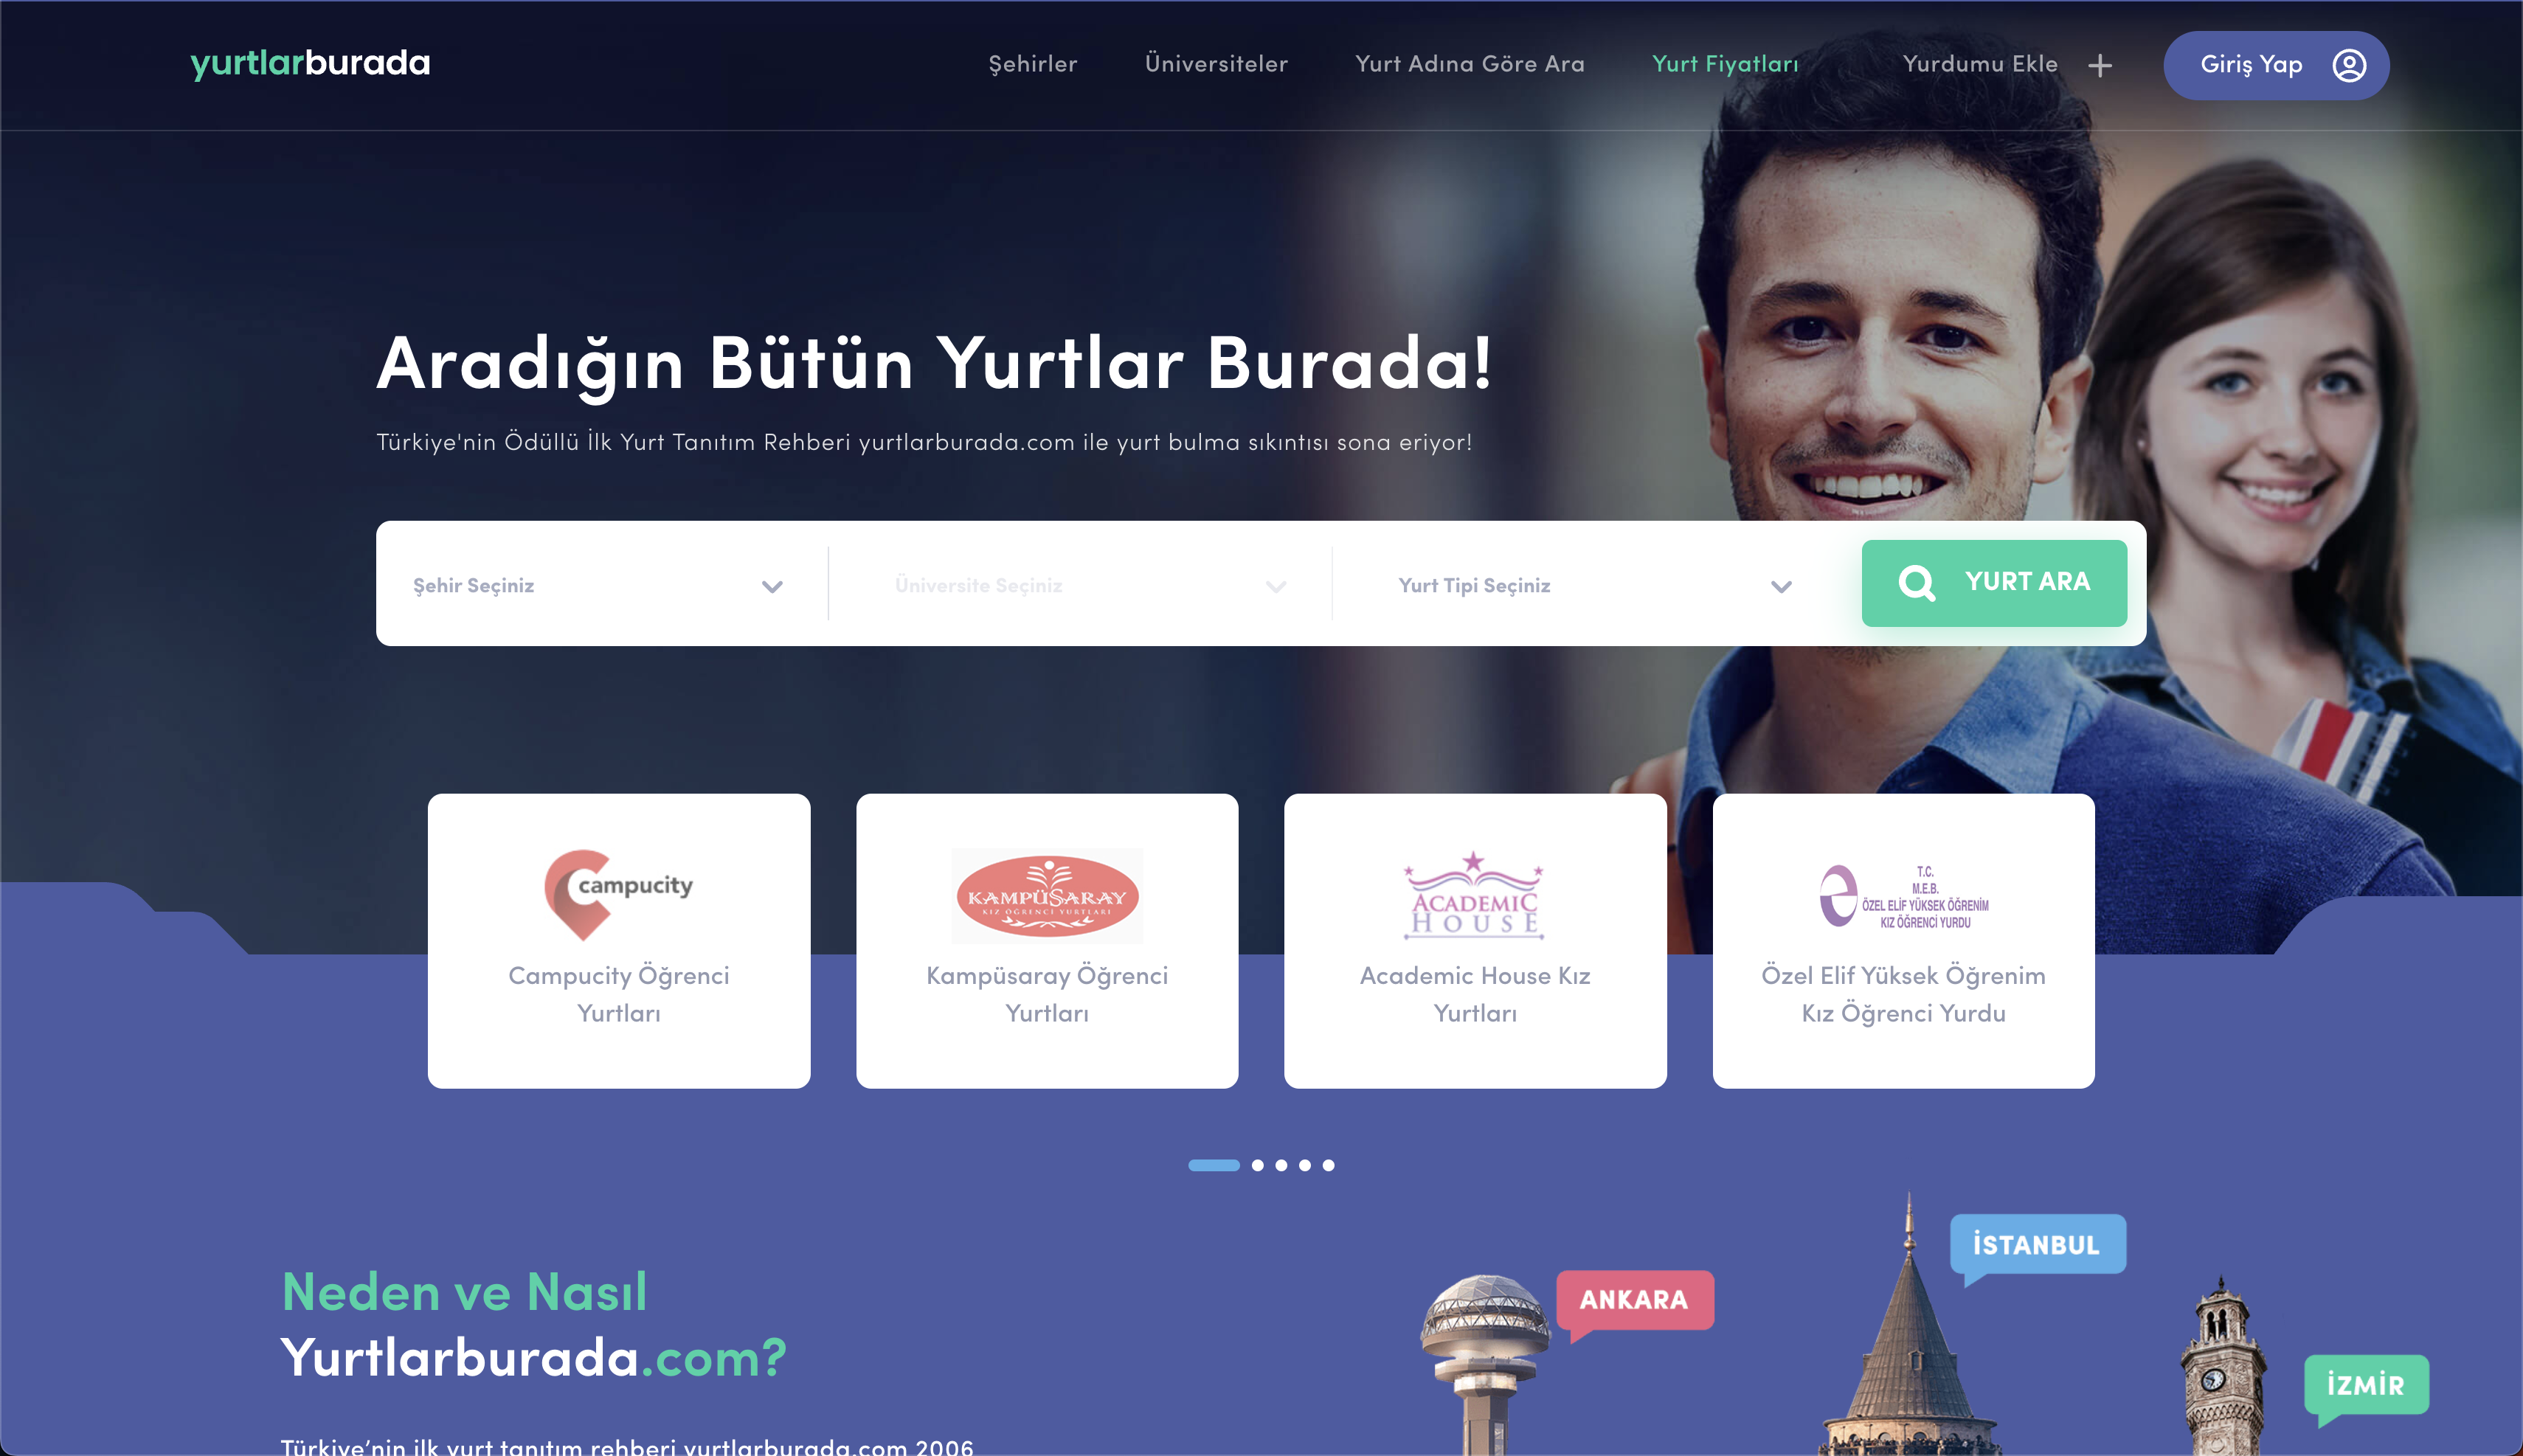 yurtlarburada
Şehirler
Üniversiteler
Yurt Adına Göre Ara
Yurt Fiyatları
Yurdumu Ekle
Giriş Yap
Aradığın Bütün Yurtlar Burada!
Türkiye'nin Ödüllü İlk Yurt Tanıtım Rehberi yurtlarburada.com ile yurt bulma sıkıntısı sona eriyor!
Şehir Seçiniz
Üniversite Seçiniz
Yurt Tipi Seçiniz
YURT ARA
campucity
Campucity Öğrenci
Yurtları
KAMPÜSARAY
KIZ ÖĞRENCİ YURTLARI
Kampüsaray Öğrenci
Yurtları
ACADEMIC
HOUSE
Academic House Kız
Yurtları
T.C.
M.E.B.
ÖZEL ELİF YÜKSEK ÖĞRENİM
KIZ ÖĞRENCİ YURDU
Özel Elif Yüksek Öğrenim
Kız Öğrenci Yurdu
Neden ve Nasıl
Yurtlarburada.com?
ANKARA
İSTANBUL
İZMİR
Türkiye’nin ilk yurt tanıtım rehberi yurtlarburada.com 2006